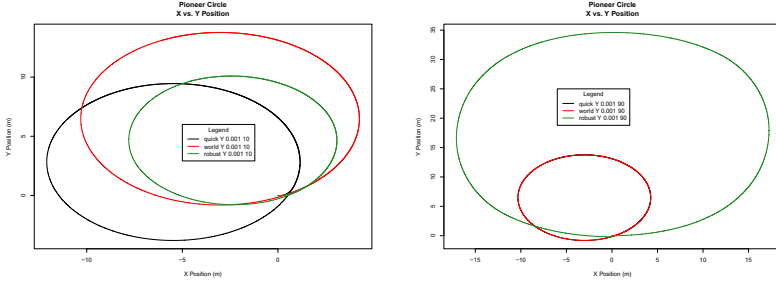 Pioneer Circle
X vs. Y Position
Y Position (m)
10
5
0
Legend
quick Y 0.001 10
world Y 0.001 10
robust Y 0.001 10
−10
−5
0
X Position (m)
Pioneer Circle
X vs. Y Position
Y Position (m)
35
30
25
20
15
10
5
0
Legend
quick Y 0.001 90
world Y 0.001 90
robust Y 0.001 90
−15
−10
−5
0
5
10
15
X Position (m)